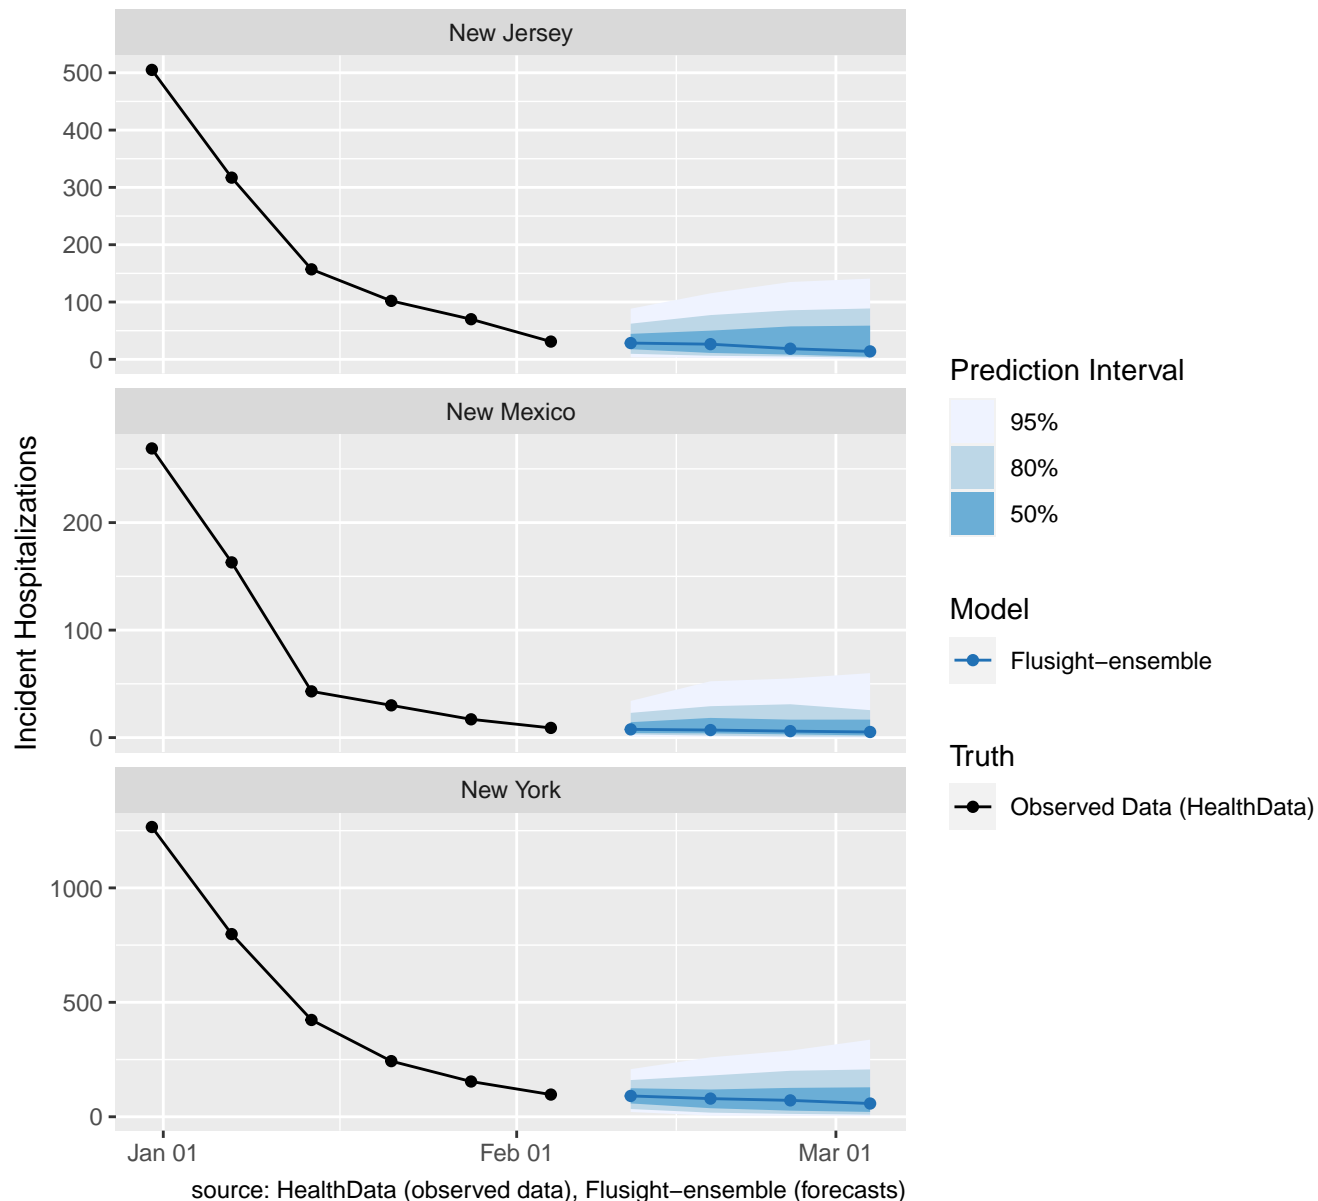 New Jersey
500
400
300
200
100
0
New Mexico
200
100
0
New York
1000
500
0
Jan 01
Feb 01
Mar 01
Incident Hospitalizations
source: HealthData (observed data), Flusight−ensemble (forecasts)
Prediction Interval
95%
80%
50%
Model
Flusight−ensemble
Truth
Observed Data (HealthData)